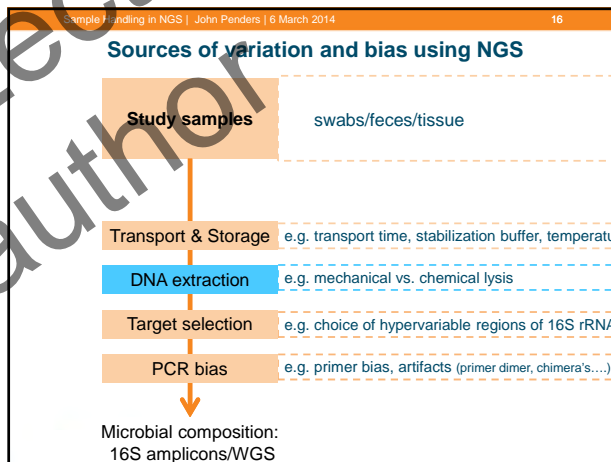 Sample Handling in NGS | John Penders | 6 March 2014 16
Sources of variation and bias using NGS
Study samples swabs/feces/tissue
Transport & Storage e.g. transport time, stabilization buffer,
DNA extraction e.g. mechanical vs. chemical lysis
Target selection e.g. choice of hypervariable regions of 16S
PCR bias e.g. primer bias, artifacts (primer dimer, chimera's....)
Microbial composition:
16S amplicons/WGS
author